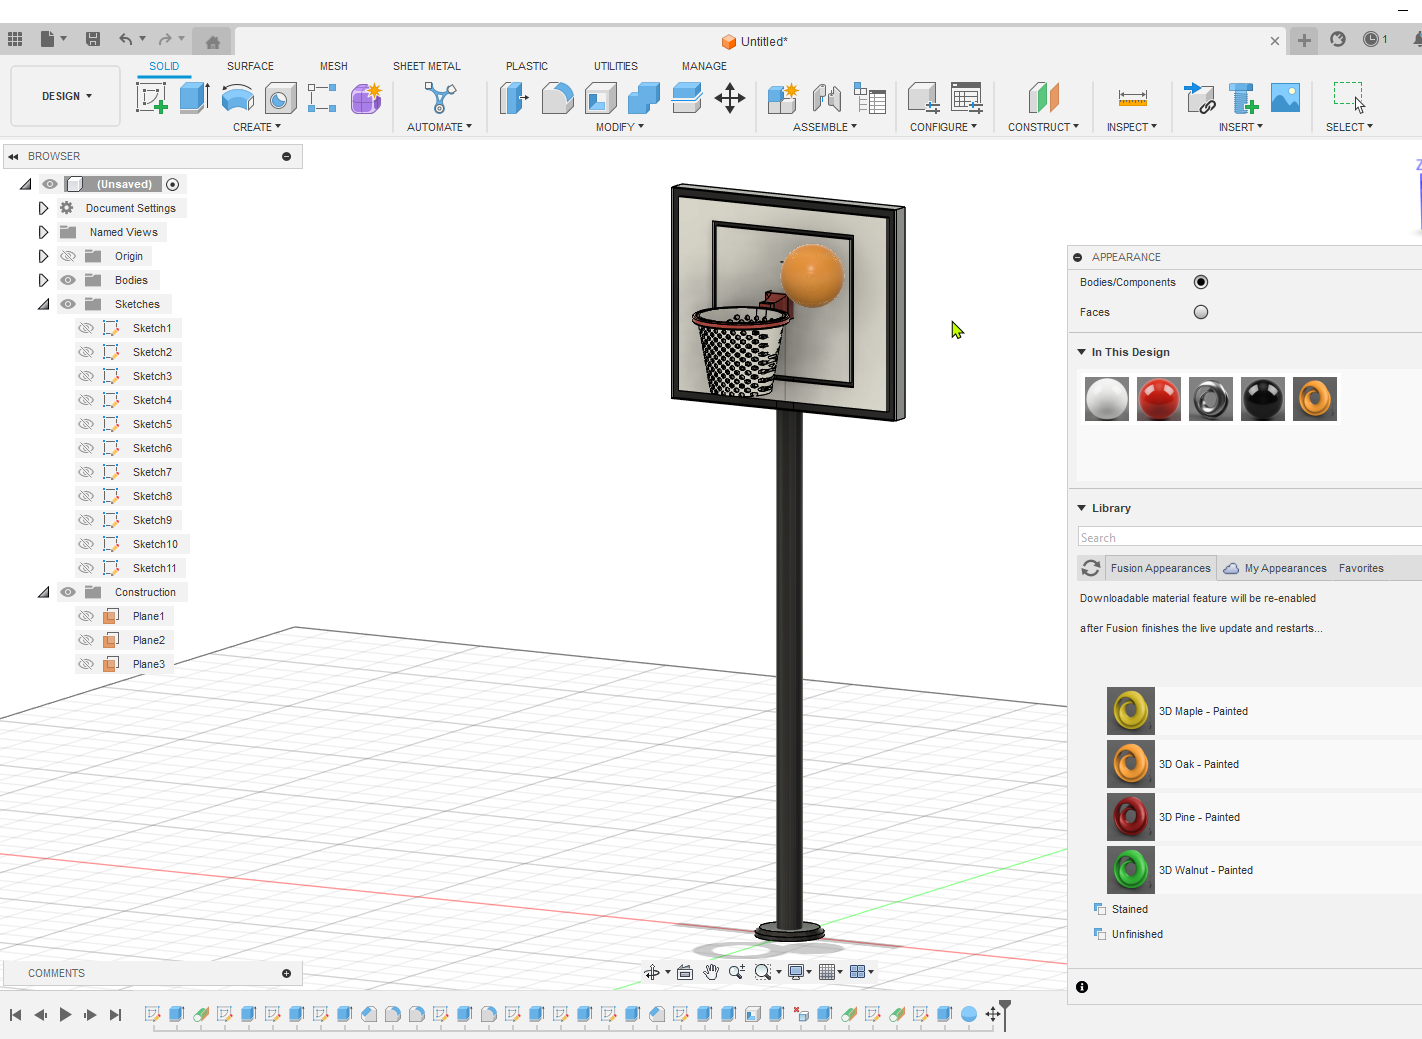 Untitled*
1
SOLID SURFACE MESH SHEET METAL PLASTIC UTILITIES MANAGE
DESIGN
CREATE AUTOMATE MODIFY ASSEMBLE CONFIGURE CONSTRUCT INSPECT INSERT SELECT
BROWSER
(Unsaved)
Document Settings
Named Views
Origin
Bodies
Sketches
Sketch1
Sketch2
Sketch3
Sketch4
Sketch5
Sketch6
Sketch7
Sketch8
Sketch9
Sketch10
Sketch11
Construction
Plane1
Plane2
Plane3
COMMENTS
Z
APPEARANCE
Bodies/Components
Faces
In This Design
Library
Search
Fusion Appearances My Appearances Favorites
Downloadable material feature will be re-enabled
after Fusion finishes the live update and restarts...
3D Maple - Painted
3D Oak - Painted
3D Pine - Painted
3D Walnut - Painted
Stained
Unfinished